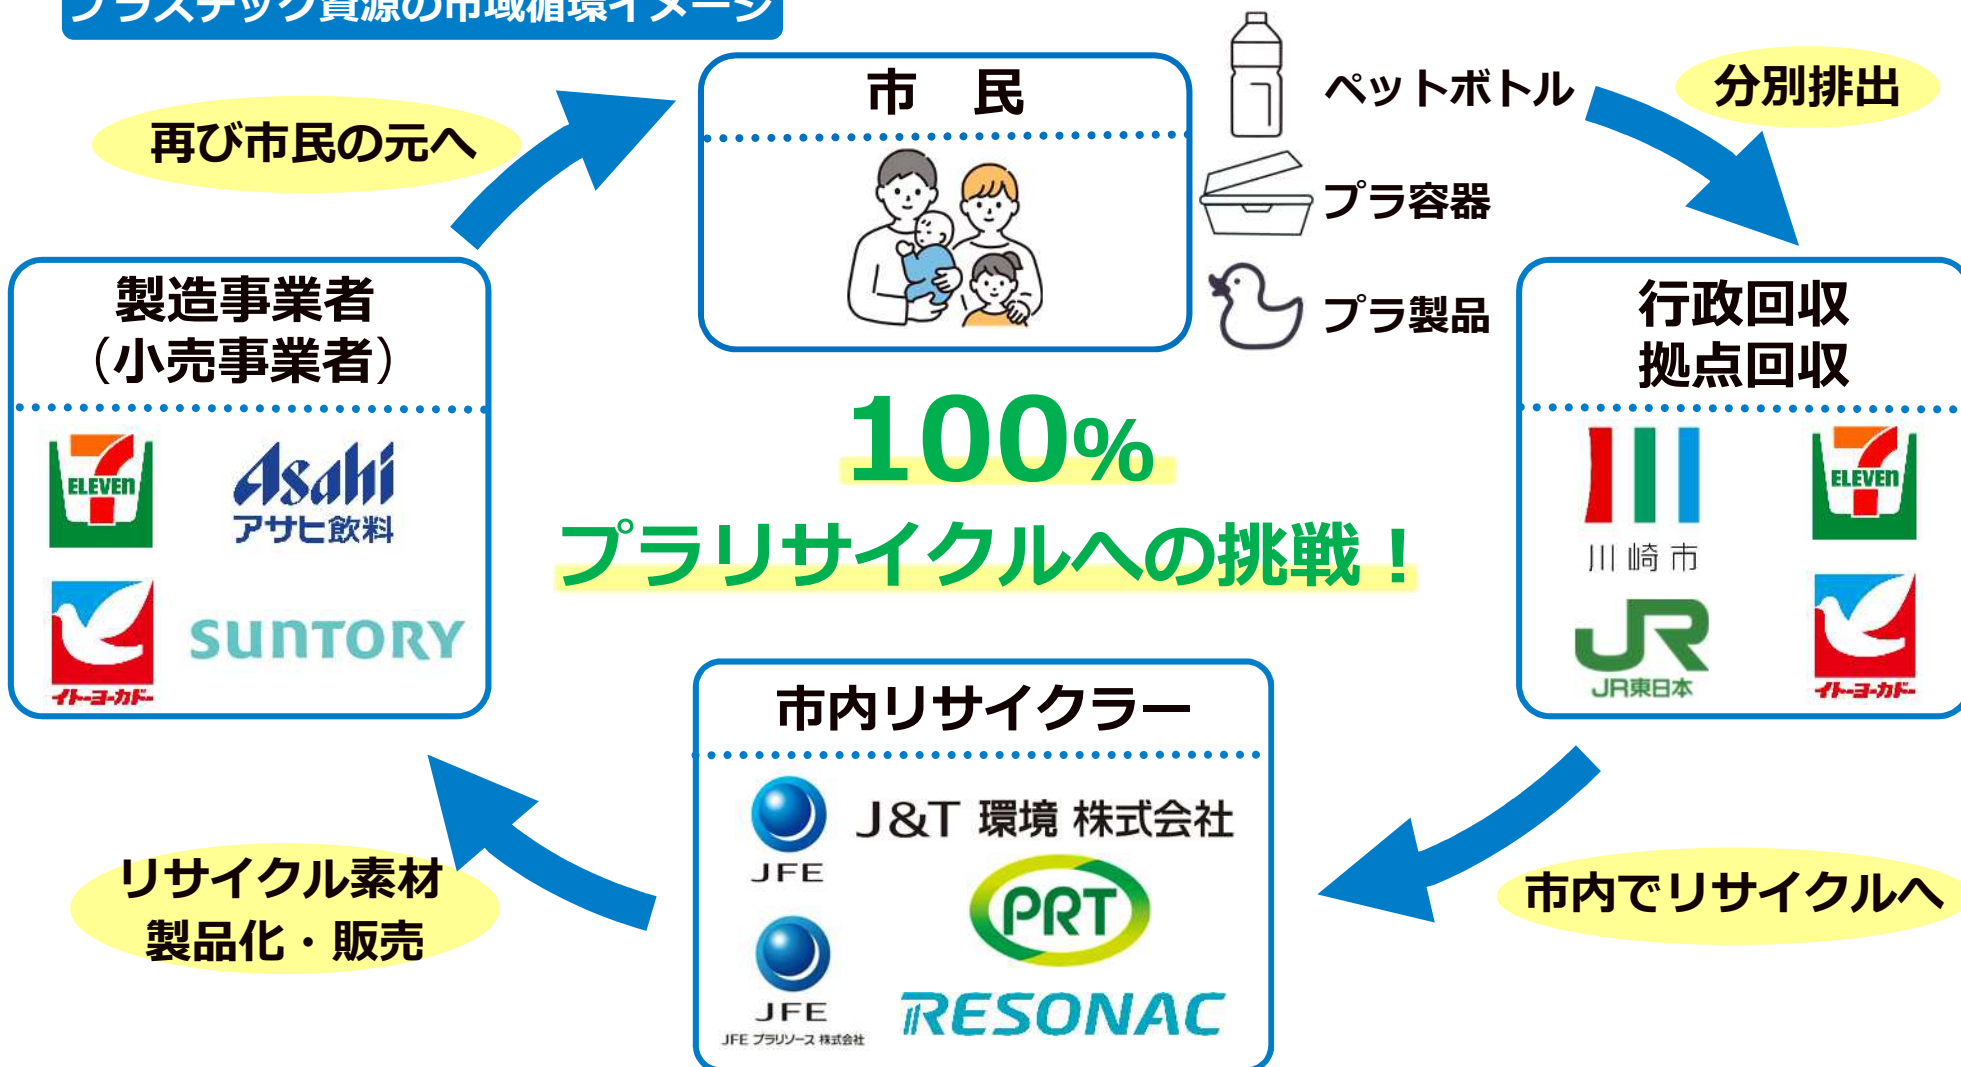 プラスチック資源の市域循環イメージ
市　民
ペットボトル
プラ容器
プラ製品
分別排出
行政回収
拠点回収
7
ELEVEn
川崎市
JR
JR東日本
イトーヨーカドー
市内でリサイクルへ
市内リサイクラー
JFE
J&T 環境 株式会社
PRT
JFE
JFE プラリソース 株式会社
RESONAC
リサイクル素材
製品化・販売
製造事業者
（小売事業者）
7
ELEVEn
Asahi
アサヒ飲料
イトーヨーカドー
SUNTORY
再び市民の元へ
100%
プラリサイクルへの挑戦！